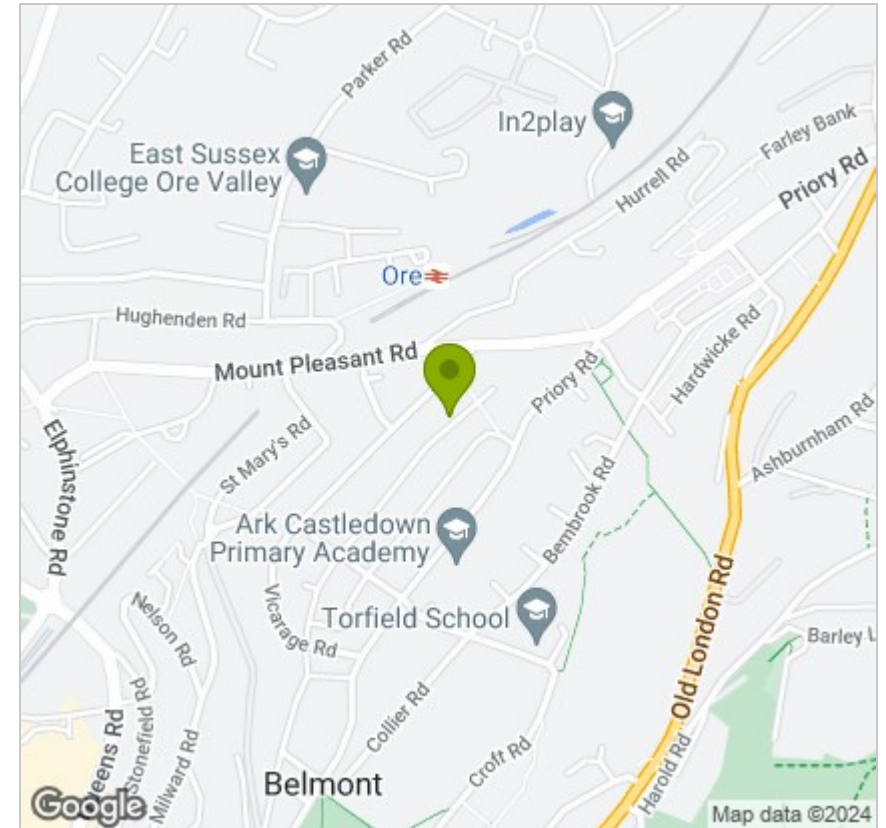 Parker Rd
In2play
East Sussex
College Ore Valley
Farley Bank
Priory Rd
Hurrell Rd
Ore
Hughenden Rd
Mount Pleasant Rd
Hardwicke Rd
Priory Rd
Elphinstone Rd
St Mary's Rd
Ashburnham Rd
Bembrook Rd
Ark Castledown
Primary Academy
Torfield School
Vicarage Rd
Nelson Rd
Old London Rd
Barley L
Stonefield Rd
Collier Rd
Queens Rd
Milward Rd
Croft Rd
Harold Rd
Belmont
Google
Map data ©2024